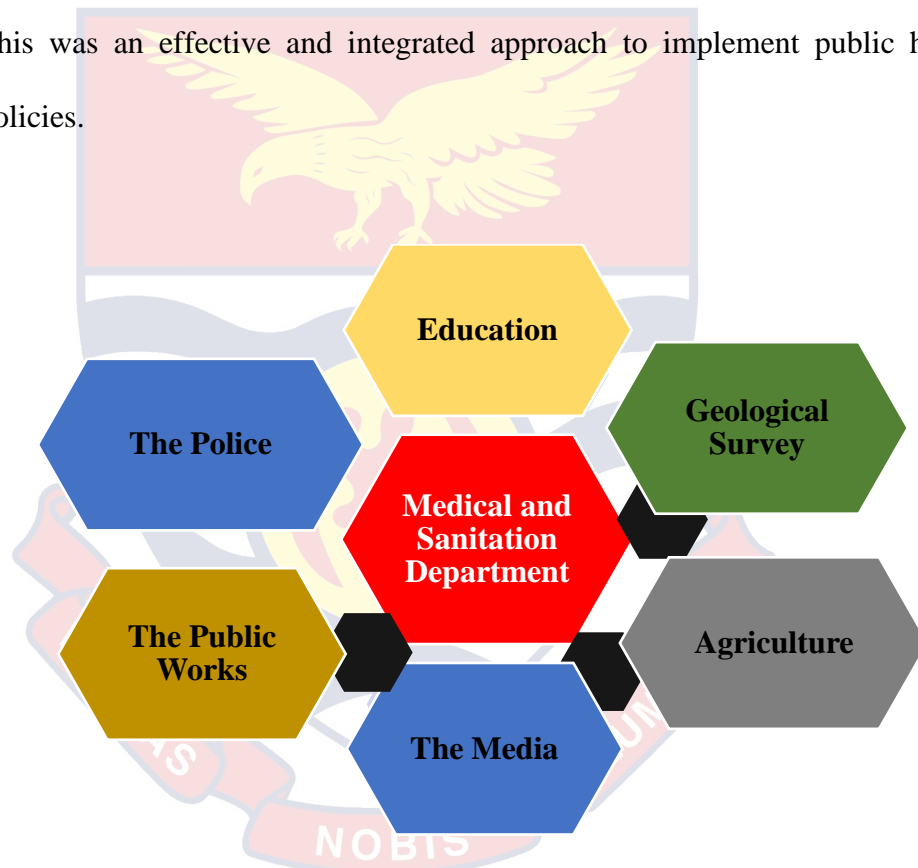 his was an effective and integrated approach to implement public h
olicies.
Education
Geological
Survey
The Police
Medical and
Sanitation
Department
The Public
Works
Agriculture
The Media
NOBIS